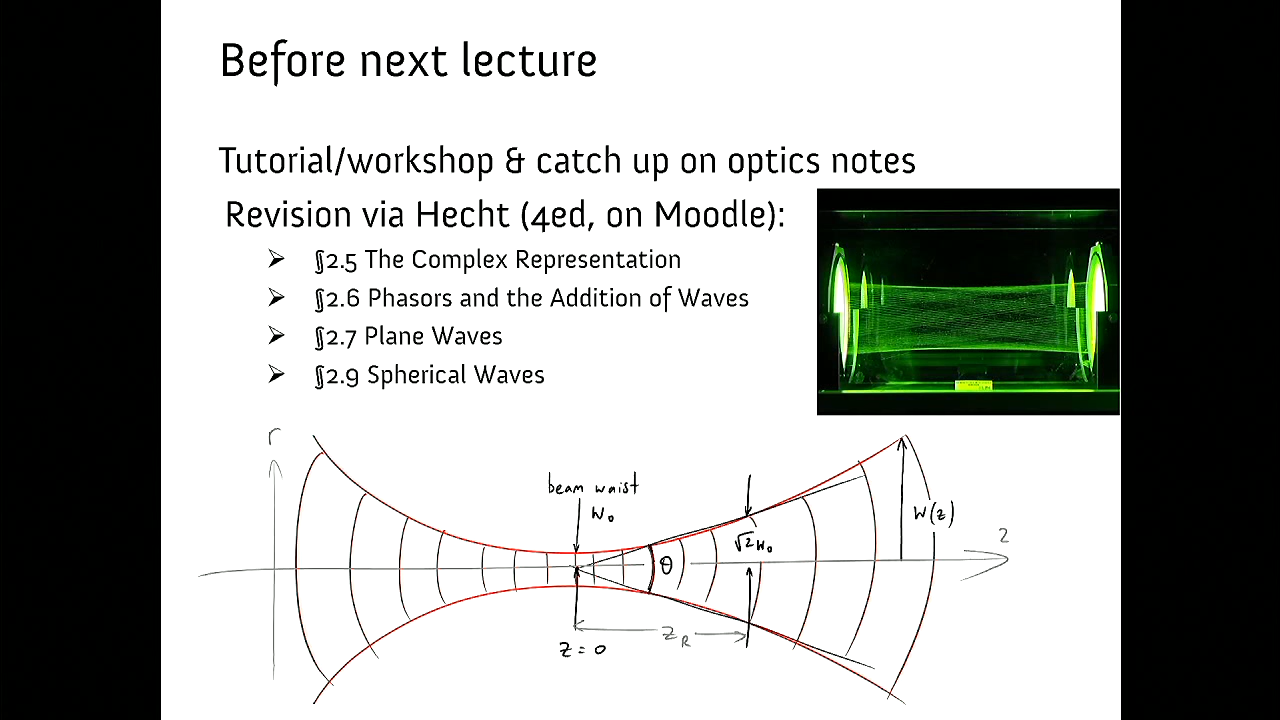 Before next lecture
Tutorial/workshop & catch up on optics notes
Revision via Hecht (4ed, on Moodle):
➢ §2.5 The Complex Representation
➢ §2.6 Phasors and the Addition of Waves
➢ §2.7 Plane Waves
➢ §2.9 Spherical Waves
r
beam waist
W₀
θ
√2W₀
W(z)
z
z_R
z = 0